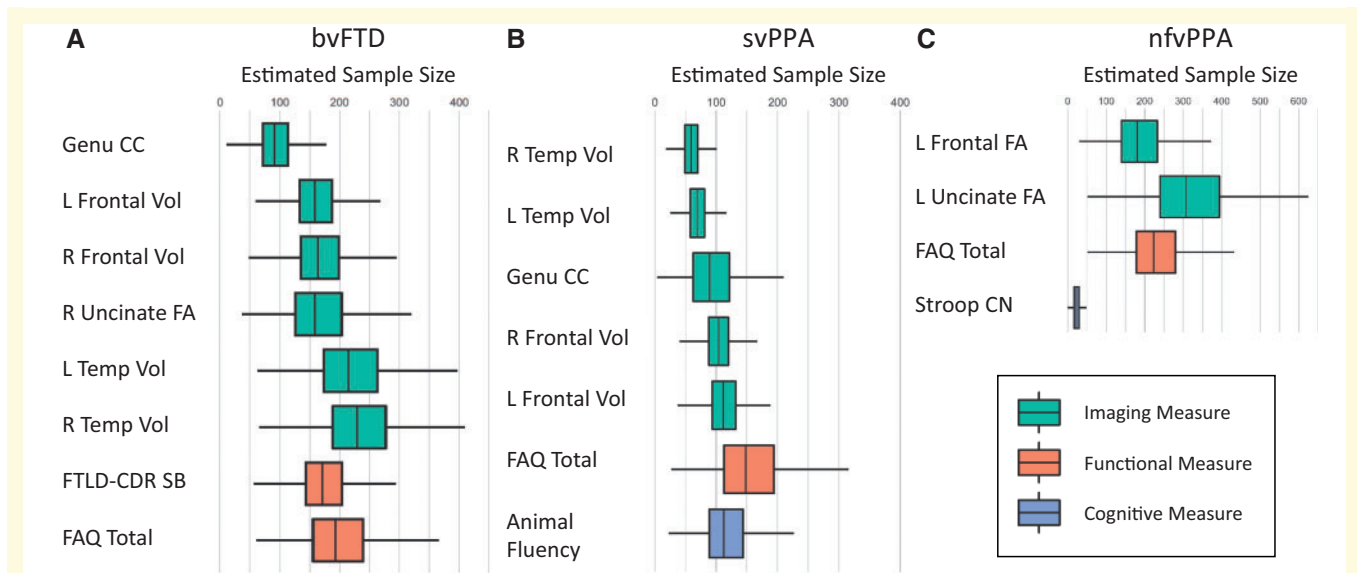 A bvFTD
Estimated Sample Size
0 100 200 300 400
Genu CC
L Frontal Vol
R Frontal Vol
R Uncinate FA
L Temp Vol
R Temp Vol
FTLD-CDR SB
FAQ Total
B svPPA
Estimated Sample Size
0 100 200 300 400
R Temp Vol
L Temp Vol
Genu CC
R Frontal Vol
L Frontal Vol
FAQ Total
Animal
Fluency
C nfvPPA
Estimated Sample Size
0 100 200 300 400 500 600
L Frontal FA
L Uncinate FA
FAQ Total
Stroop CN
Imaging Measure
Functional Measure
Cognitive Measure